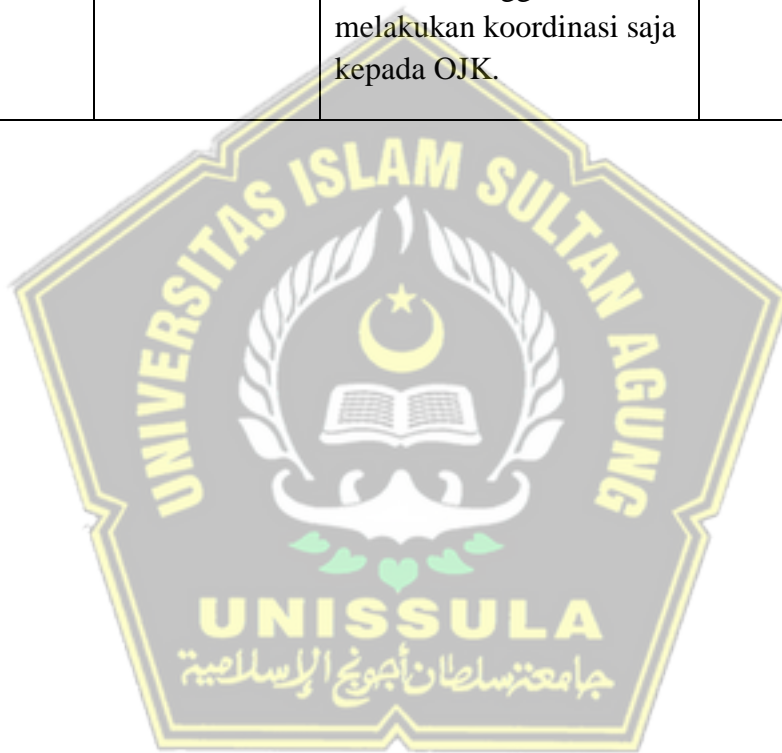 melakukan koordinasi saja
kepada OJK.
UNIVERSITAS ISLAM SULTAN AGUNG
UNISSULA
جامعة سلطان أجونج الإسلامية